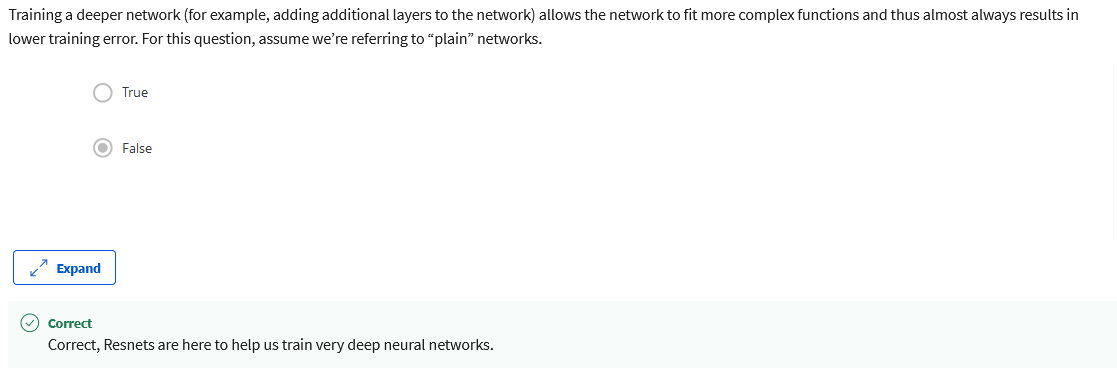 Training a deeper network (for example, adding additional layers to the network) allows the network to fit more complex functions and thus almost always results in
lower training error. For this question, assume we’re referring to “plain” networks.
True
False
Expand
Correct
Correct, Resnets are here to help us train very deep neural networks.